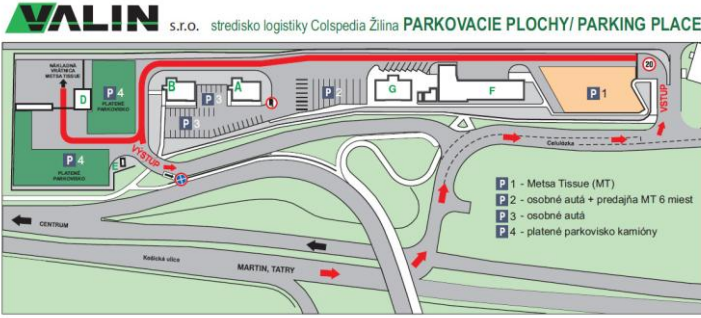 VALIN s.r.o. stredisko logistiky Colspedia Žilina PARKOVACIE PLOCHY/ PARKING PLACE
NÁKLADNÁ
VRÁTNICA
METSA TISSUE
P 4
PLATENÉ
PARKOVISKO
D
B
A
P 3
P 3
P 2
G
F
P 1
20
VSTUP
P 4
PLATENÉ
PARKOVISKO
E
VÝSTUP
Celulózka
P 1 - Metsa Tissue (MT)
P 2 - osobné autá + predajňa MT 6 miest
P 3 - osobné autá
P 4 - platené parkovisko kamióny
CENTRUM
MARTIN, TATRY